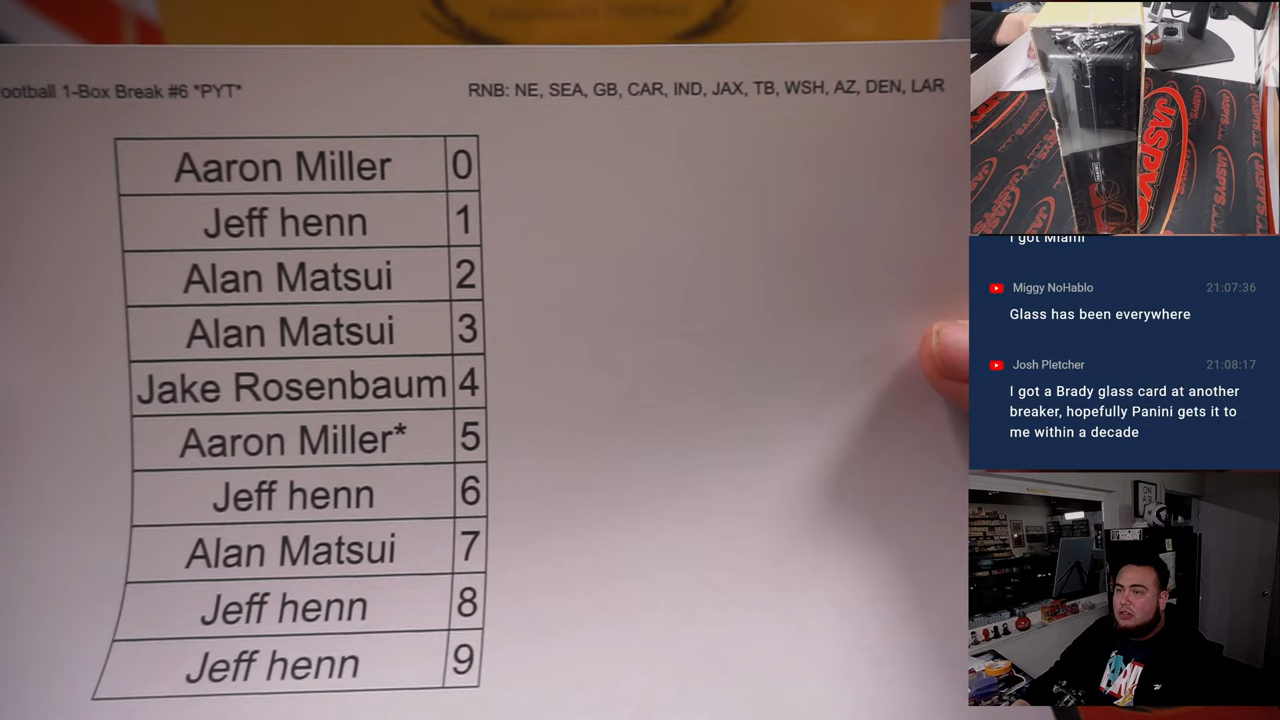 ootball 1-Box Break #6 *PYT*
RNB: NE, SEA, GB, CAR, IND, JAX, TB, WSH, AZ, DEN, LAR
Aaron Miller 0
Jeff henn 1
Alan Matsui 2
Alan Matsui 3
Jake Rosenbaum 4
Aaron Miller* 5
Jeff henn 6
Alan Matsui 7
Jeff henn 8
Jeff henn 9
JASPYS
I got Miami
Miggy NoHablo 21:07:36
Glass has been everywhere
Josh Pletcher 21:08:17
I got a Brady glass card at another
breaker, hopefully Panini gets it to
me within a decade
ON
AIR